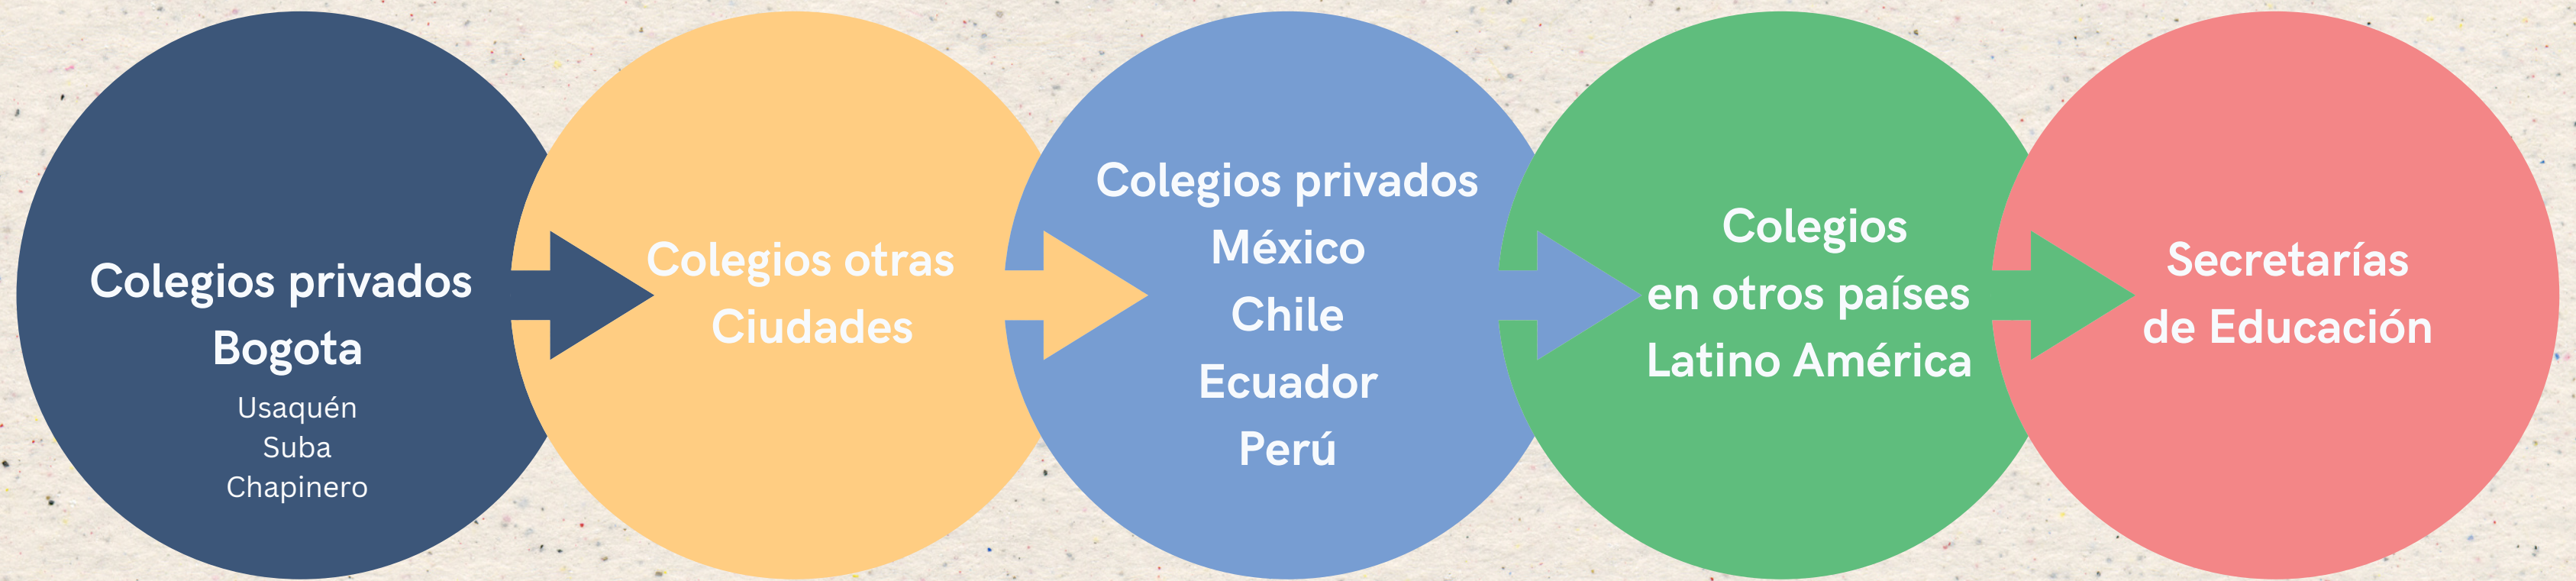 Colegios privados
Bogota
Usaquén
Suba
Chapinero
Colegios otras
Ciudades
Colegios privados
México
Chile
Ecuador
Perú
Colegios
en otros países
Latino América
Secretarías
de Educación